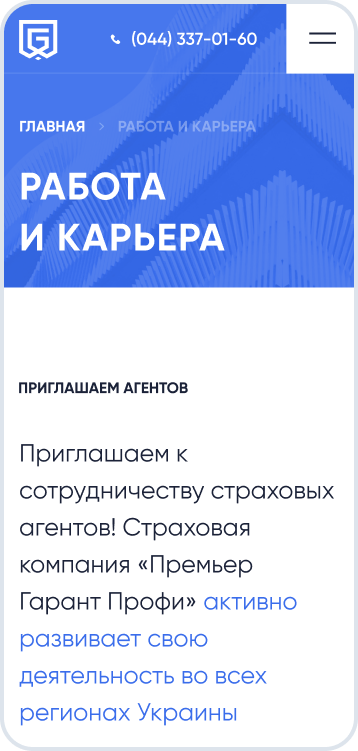 (044) 337-01-60
ГЛАВНАЯ > РАБОТА И КАРЬЕРА
РАБОТА
И КАРЬЕРА
ПРИГЛАШАЕМ АГЕНТОВ
Приглашаем к
сотрудничеству страховых
агентов! Страховая
компания «Премьер
Гарант Профи» активно
развивает свою
деятельность во всех
регионах Украины